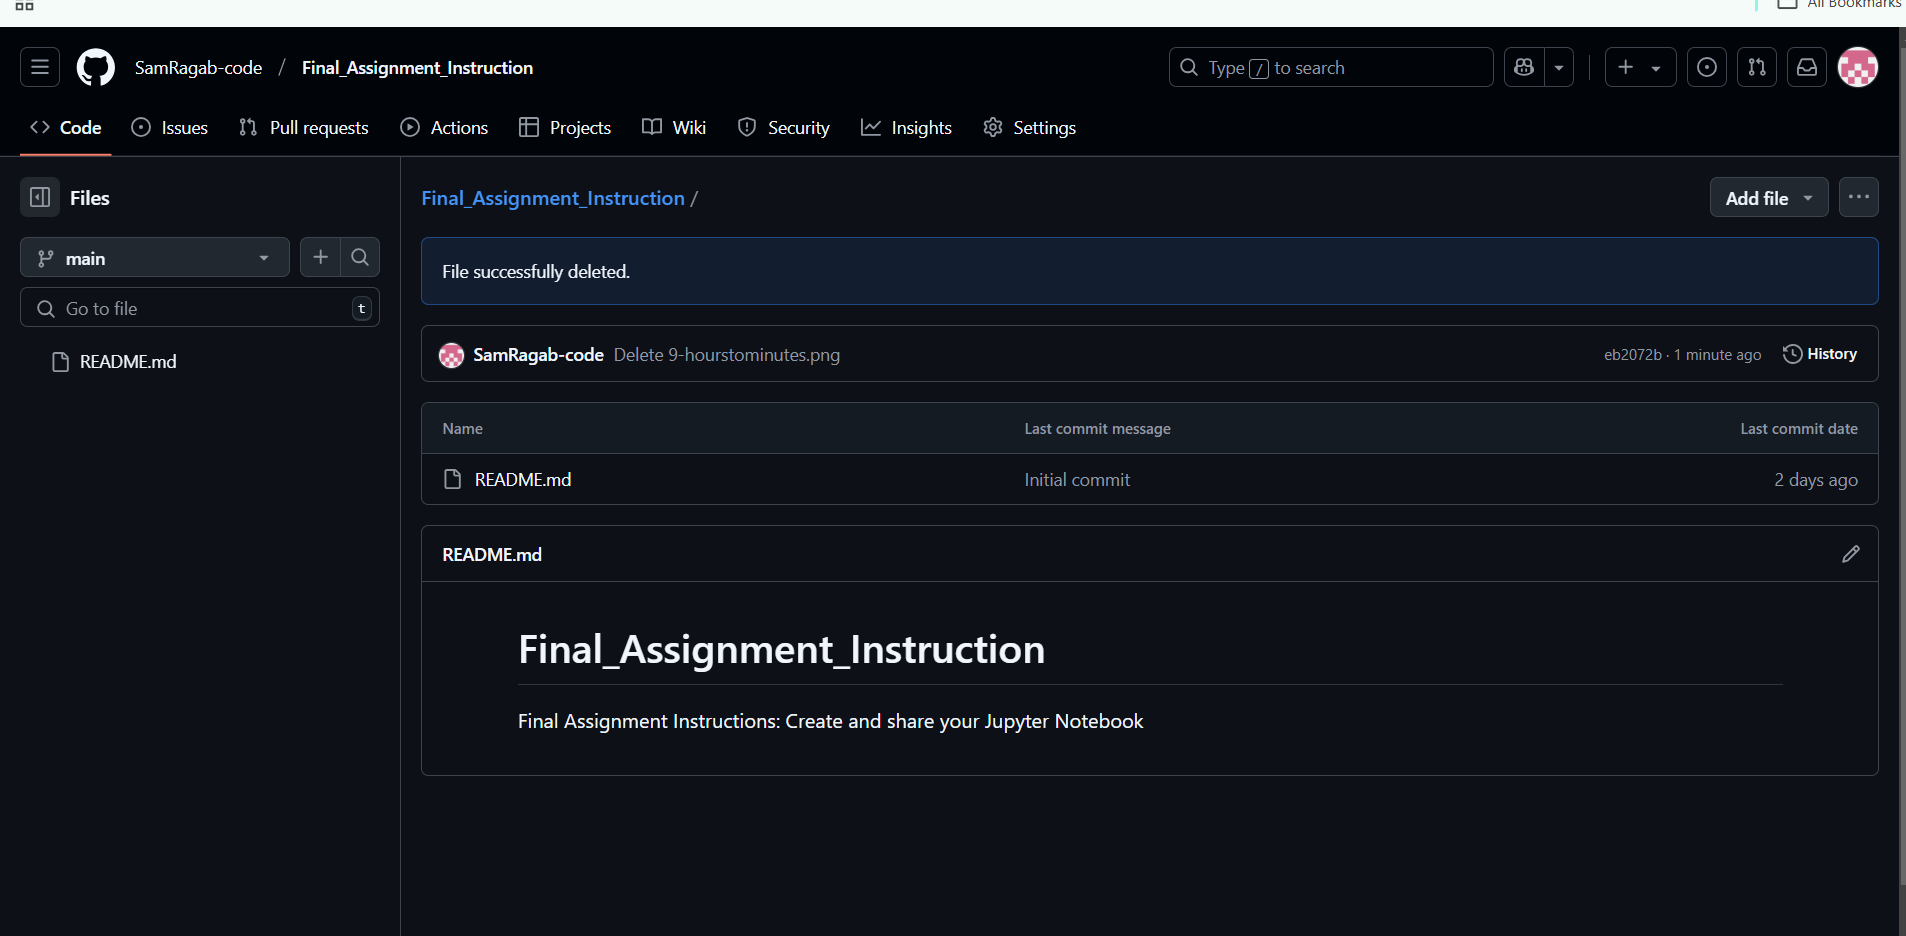 All Bookmarks
SamRagab-code / Final_Assignment_Instruction
Type / to search
Code Issues Pull requests Actions Projects Wiki Security Insights Settings
Files
main
Go to file t
README.md
Final_Assignment_Instruction /
Add file
File successfully deleted.
SamRagab-code Delete 9-hourstominutes.png eb2072b · 1 minute ago History
Name Last commit message Last commit date
README.md Initial commit 2 days ago
README.md
Final_Assignment_Instruction
Final Assignment Instructions: Create and share your Jupyter Notebook